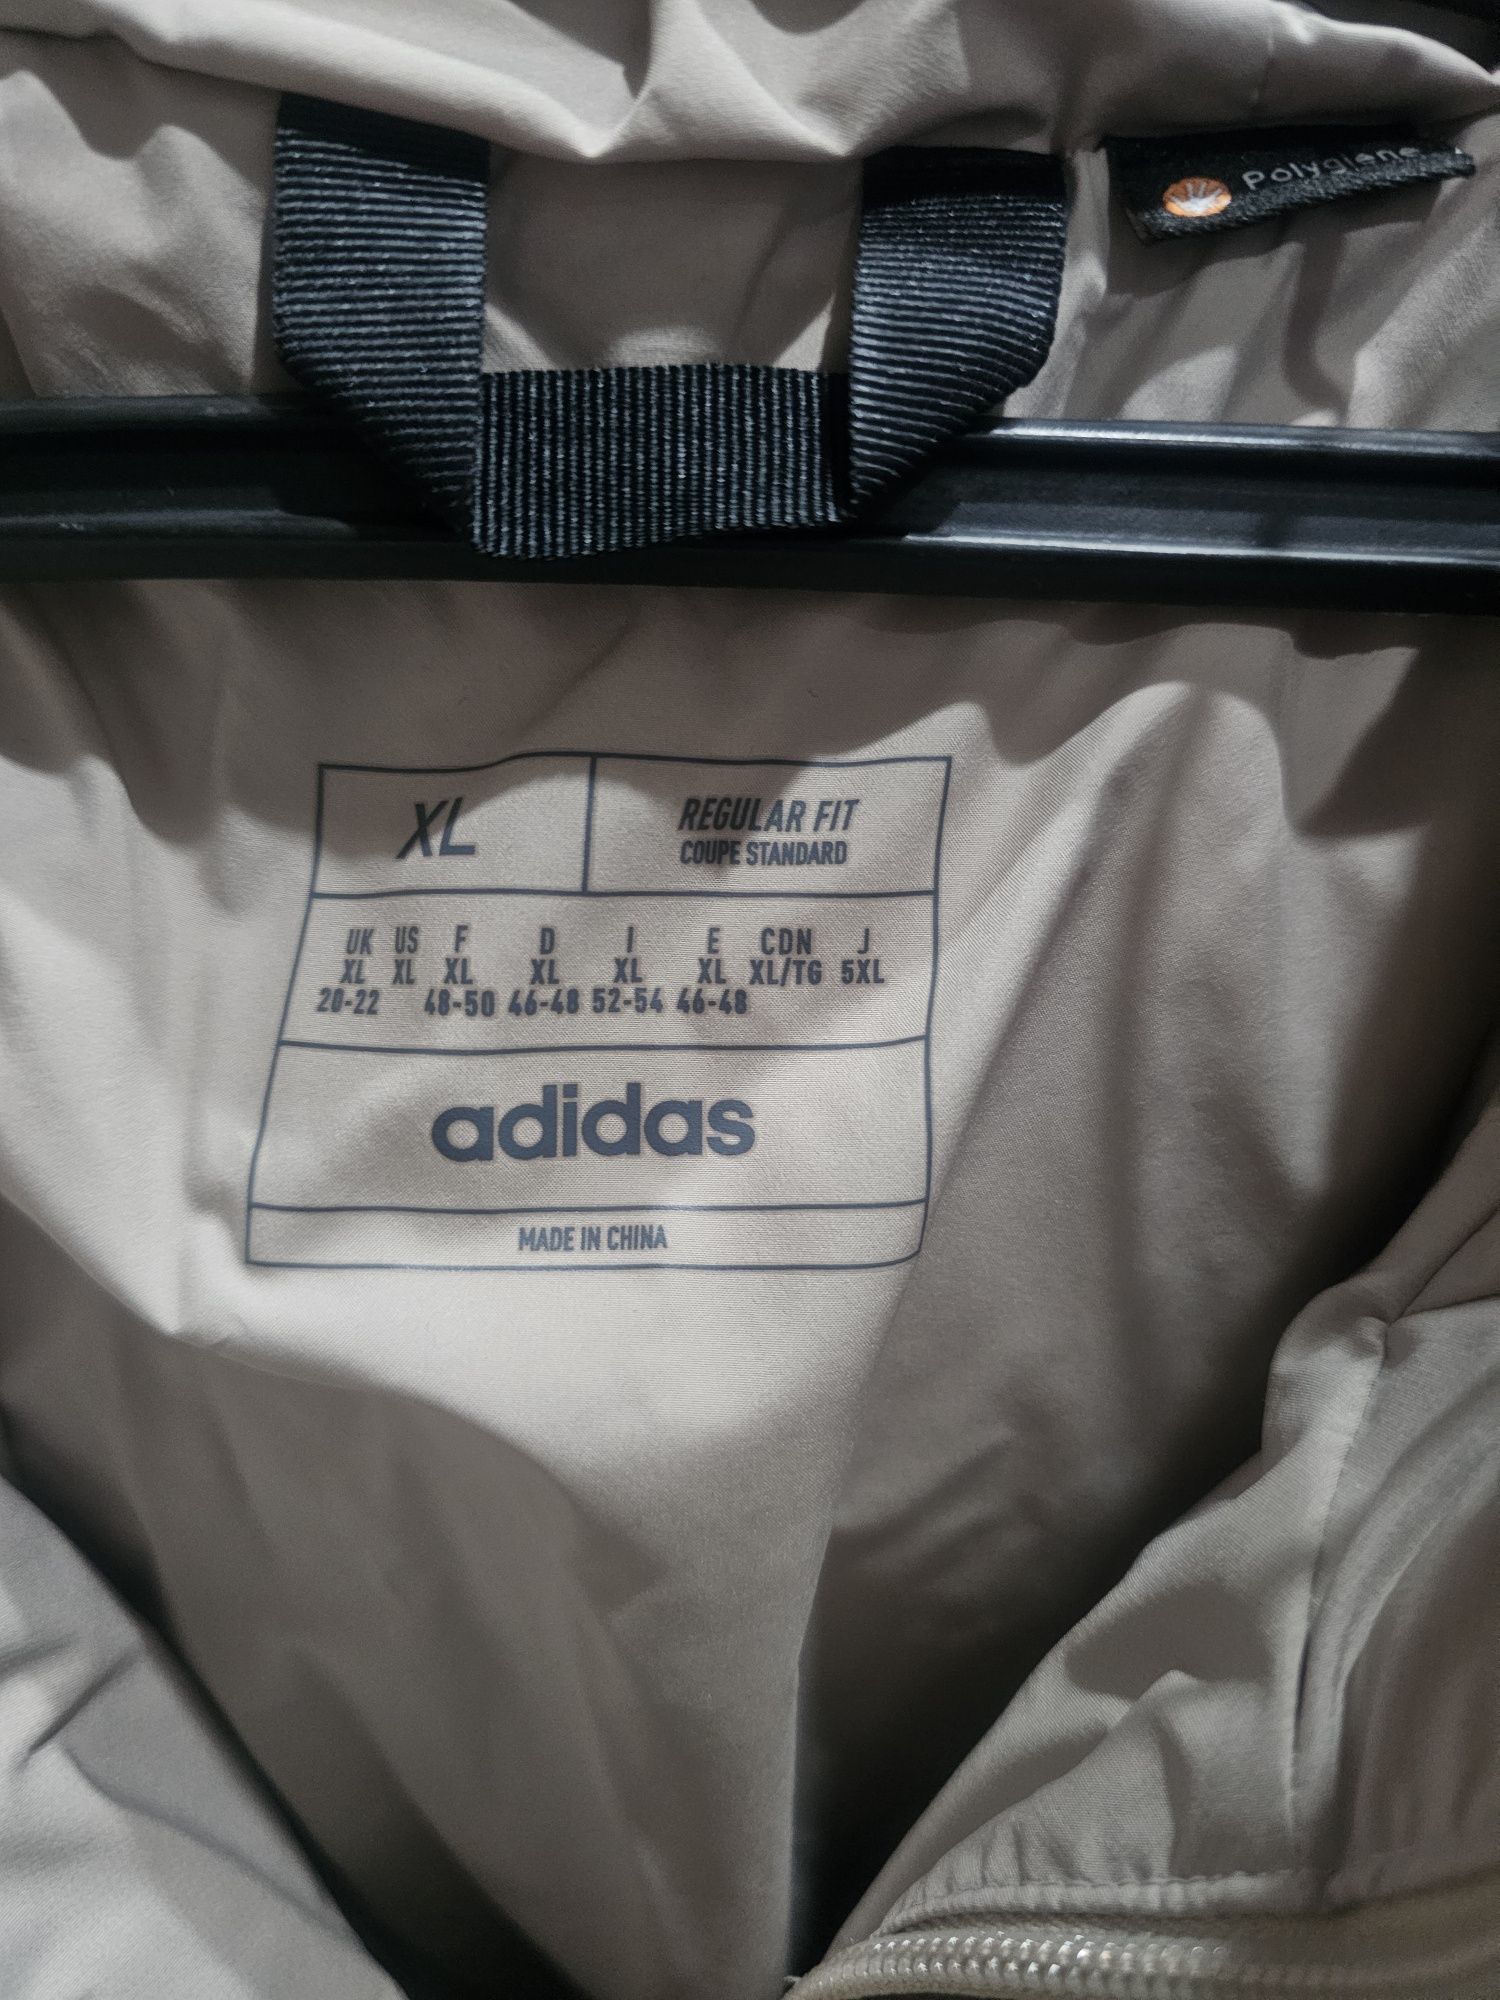 Polygiene
XL
REGULAR FIT
COUPE STANDARD
UK US F D I E CDN J
XL XL XL XL XL XL XL/TG 5XL
20-22 48-50 46-48 52-54 46-48
adidas
MADE IN CHINA